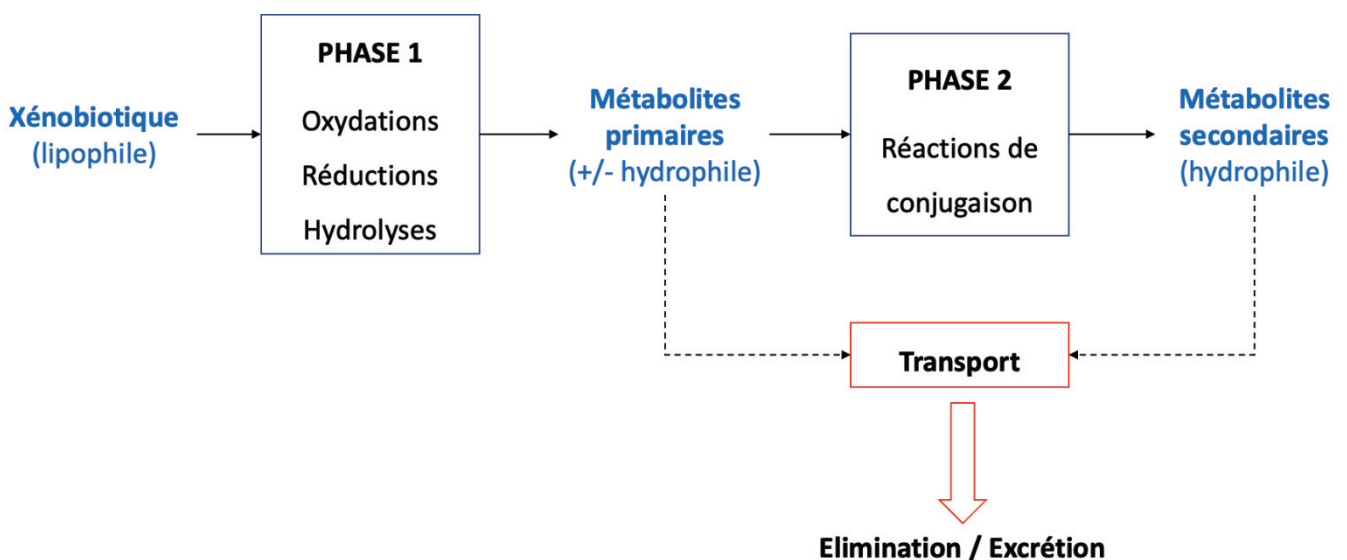 Xénobiotique
(lipophile)
PHASE 1
Oxydations
Réductions
Hydrolyses
Métabolites
primaires
(+/- hydrophile)
PHASE 2
Réactions de
conjugaison
Métabolites
secondaires
(hydrophile)
Transport
Elimination / Excrétion